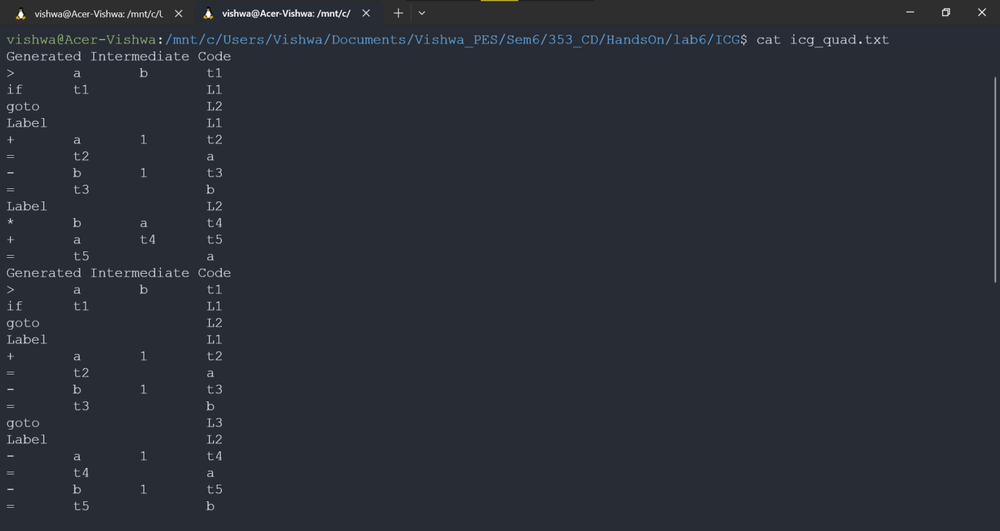 vishwa@Acer-Vishwa: /mnt/c/U vishwa@Acer-Vishwa: /mnt/c/
vishwa@Acer-Vishwa:/mnt/c/Users/Vishwa/Documents/Vishwa_PES/Sem6/353_CD/HandsOn/lab6/ICG$ cat icg_quad.txt
Generated Intermediate Code
> a b t1
if t1 L1
goto L2
Label L1
+ a 1 t2
= t2 a
- b 1 t3
= t3 b
Label L2
* b a t4
+ a t4 t5
= t5 a
Generated Intermediate Code
> a b t1
if t1 L1
goto L2
Label L1
+ a 1 t2
= t2 a
- b 1 t3
= t3 b
goto L3
Label L2
- a 1 t4
= t4 a
- b 1 t5
= t5 b